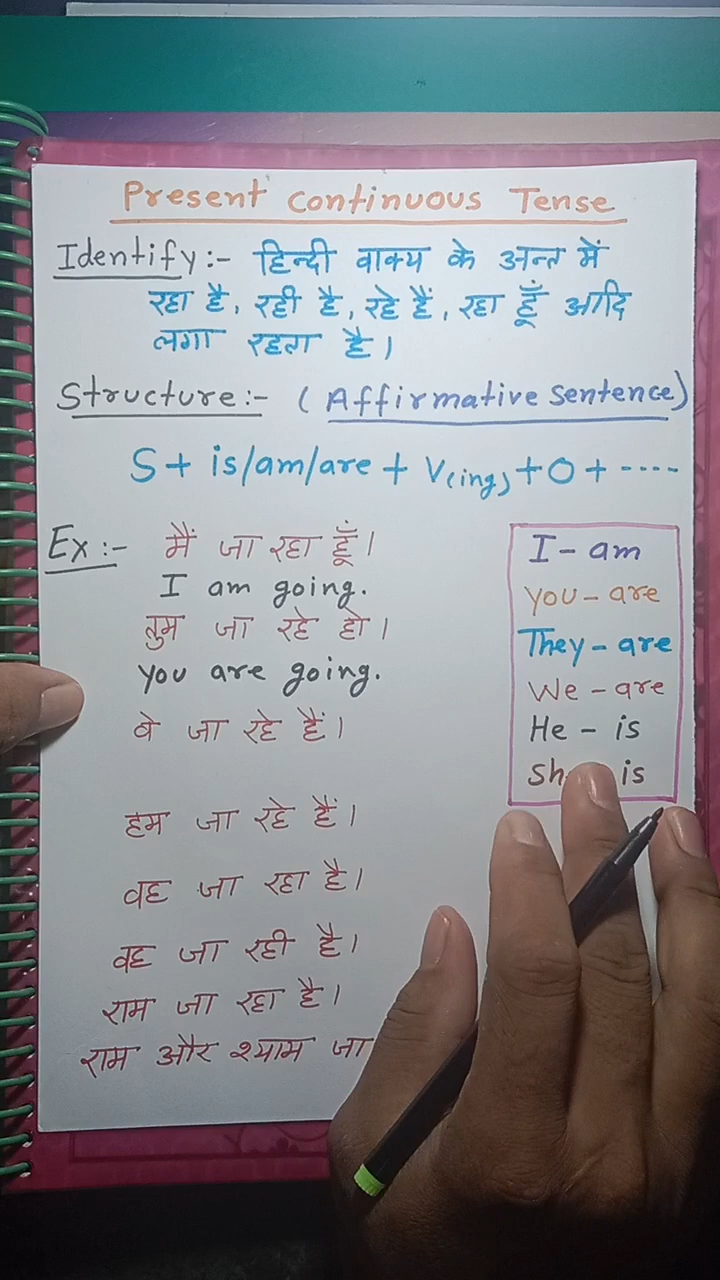 Present Continuous Tense
Identify:- हिन्दी वाक्य के अन्त में
रहा है, रही है, रहे हैं, रहा हूँ आदि
लगा रहता है।
Structure:- (Affirmative Sentence)
S + is/am/are + V(ing) + O + ----
Ex:- मैं जा रहा हूँ।
I am going.
तुम जा रहे हो।
You are going.
वे जा रहे हैं।
हम जा रहे हैं।
वह जा रहा है।
वह जा रही है।
राम जा रहा है।
राम और श्याम जा
I - am
You - are
They - are
We - are
He - is
is